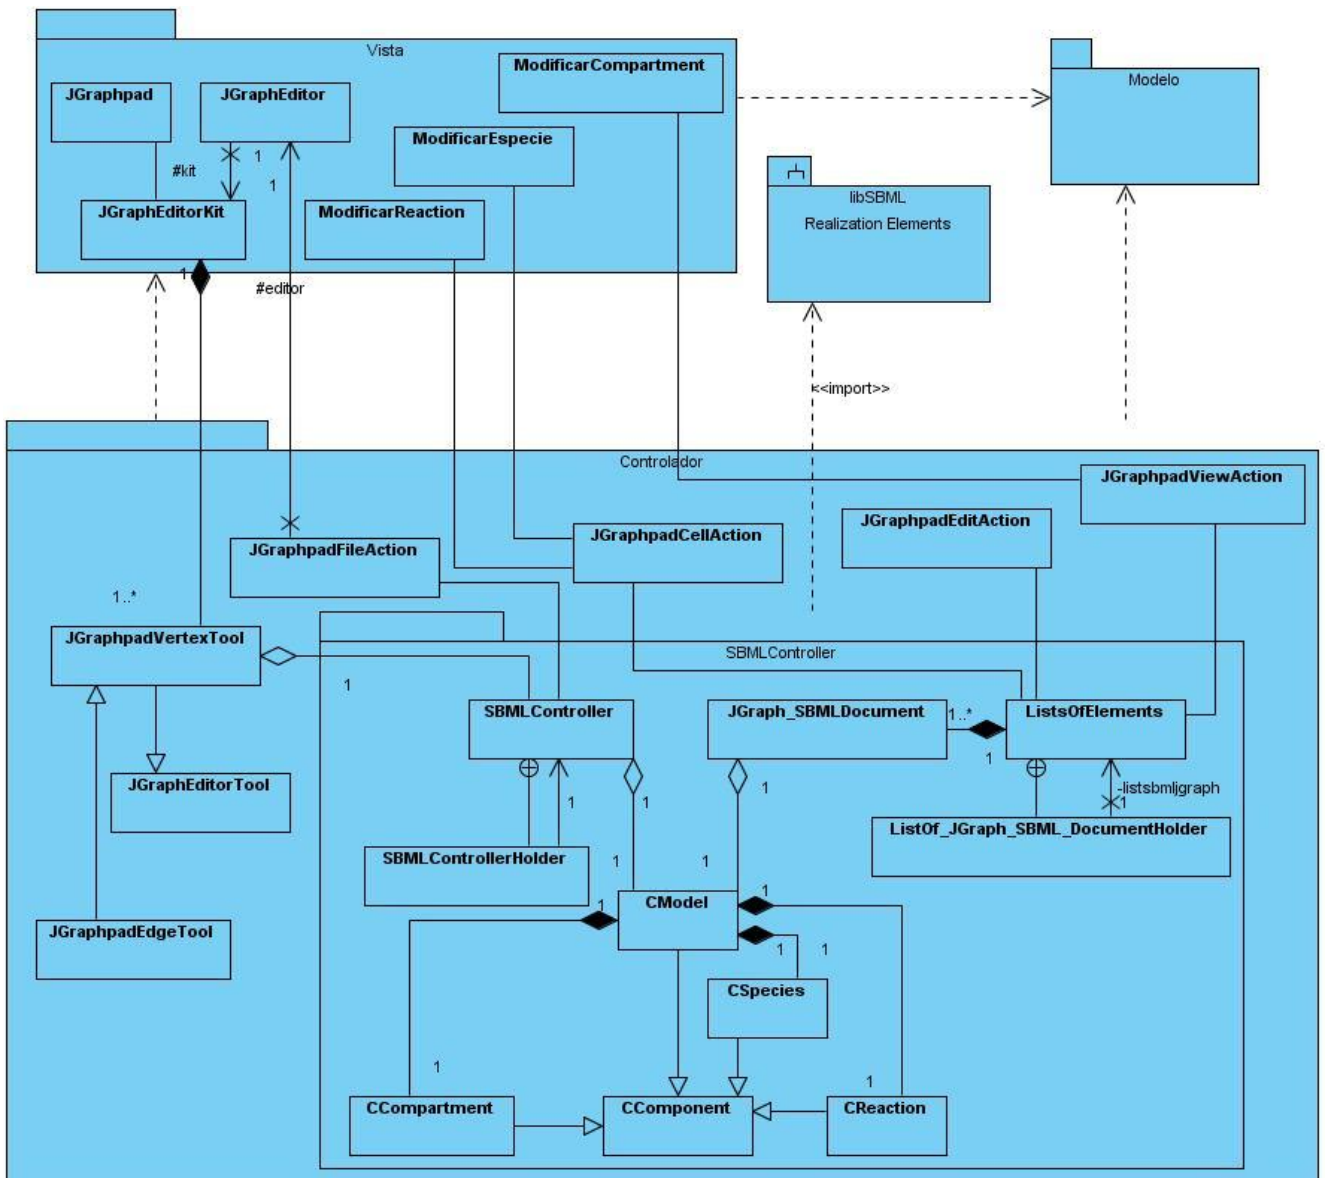 Vista
ModificarCompartment
JGraphpad
JGraphEditor
Modelo
ModificarEspecie
1
#kit
1
libSBML
JGraphEditorKit
ModificarReaction
Realization Elements
1
#editor
<<import>>
Controlador
JGraphpadViewAction
JGraphpadEditAction
JGraphpadCellAction
JGraphpadFileAction
1..*
JGraphpadVertexTool
SBMLController
1
SBMLController
JGraph_SBMLDocument
1..*
ListsOfElements
1
JGraphEditorTool
-listsbmljgraph
1
1
1
1
ListOf_JGraph_SBML_DocumentHolder
SBMLControllerHolder
1
1
1
1
CModel
JGraphpadEdgeTool
1
1
CSpecies
1
1
CCompartment
CComponent
CReaction